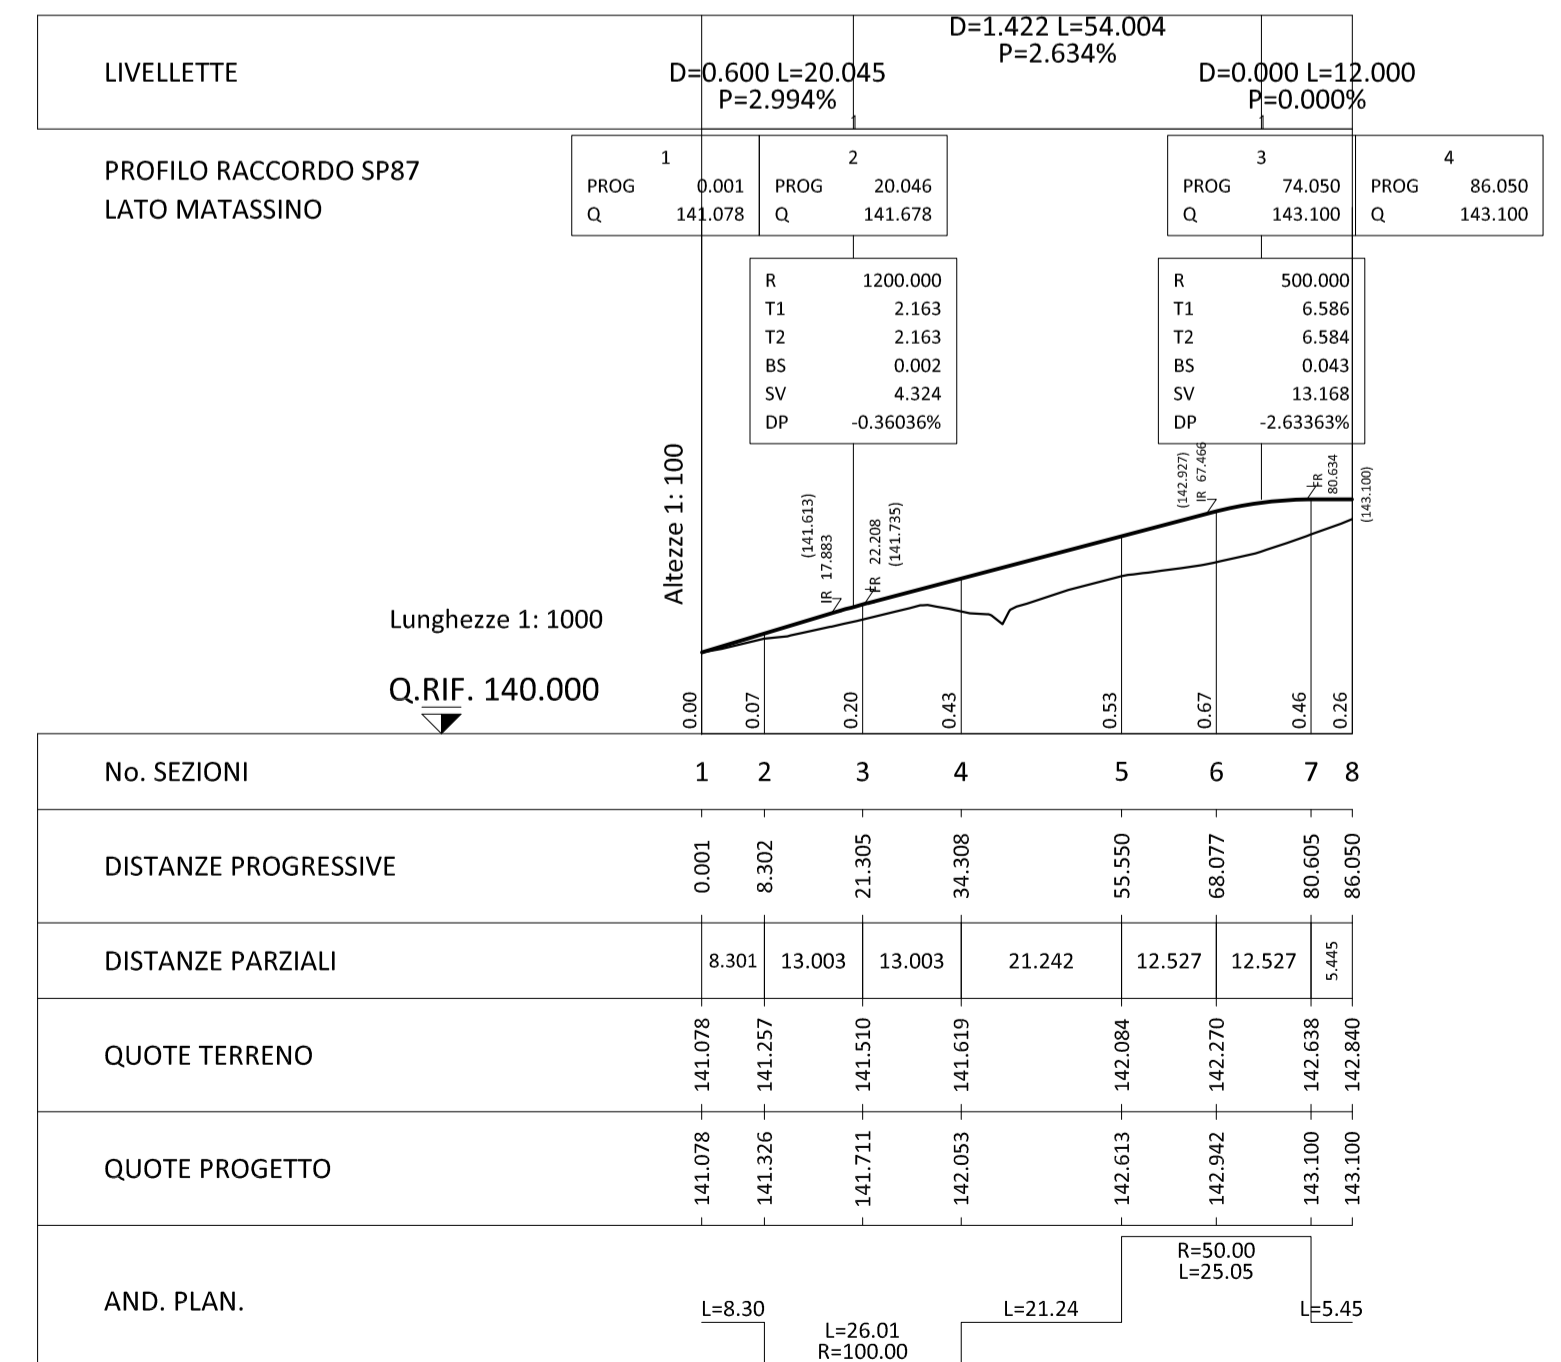 D=1.422 L=54.004
P=2.634%
LIVELLETTE
D=0.600 L=20.045
P=2.994%
D=0.000 L=12.000
P=0.000%
1 1
PROFILO RACCORDO SP87
LATO MATASSINO
1
PROG 0.001
Q 141.078
2
PROG 20.046
Q 141.678
3
PROG 74.050
Q 143.100
4
PROG 86.050
Q 143.100
R 1200.000
T1 2.163
T2 2.163
BS 0.002
SV 4.324
DP -0.36036%
R 500.000
T1 6.586
T2 6.584
BS 0.043
SV 13.168
DP -2.63363%
Altezze 1: 100
(141.613)
IR 17.883
FR 22.208
(141.735)
(142.927)
IR 67.466
FR
80.634
(143.100)
Lunghezze 1: 1000
Q.RIF. 140.000
0.00 0.07 0.20 0.43 0.53 0.67 0.46 0.26
No. SEZIONI 1 2 3 4 5 6 7 8
DISTANZE PROGRESSIVE 0.001 8.302 21.305 34.308 55.550 68.077 80.605 86.050
DISTANZE PARZIALI 8.301 13.003 13.003 21.242 12.527 12.527 5.445
QUOTE TERRENO 141.078 141.257 141.510 141.619 142.084 142.270 142.638 142.840
QUOTE PROGETTO 141.078 141.326 141.711 142.053 142.613 142.942 143.100 143.100
AND. PLAN.
L=8.30
L=26.01
R=100.00
L=21.24
R=50.00
L=25.05
L=5.45